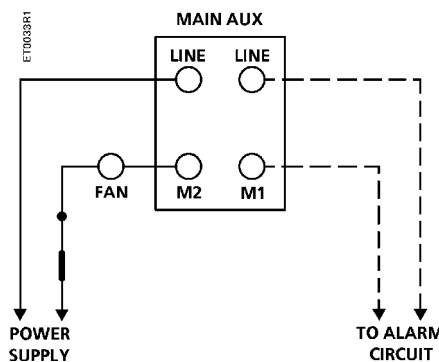 ET0033R1
MAIN AUX
LINE LINE
FAN M2 M1
POWER SUPPLY
TO ALARM CIRCUIT